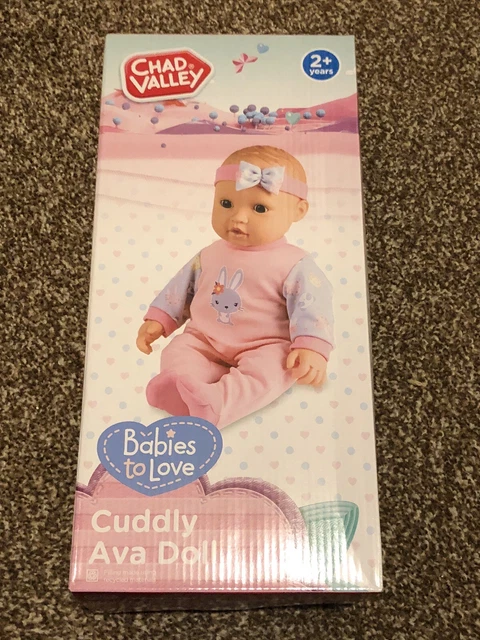 CHAD
VALLEY
2+
years
Babies
to Love
Cuddly
Ava Doll